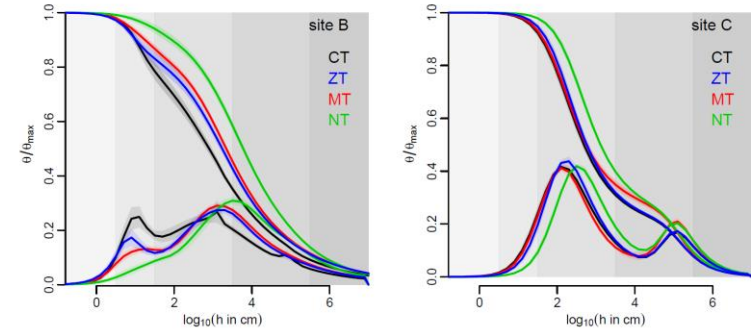 site B
CT
ZT
MT
NT
θ/θmax
0.0
0.2
0.4
0.6
0.8
1.0
0
2
4
6
log10(h in cm)
site C
CT
ZT
MT
NT
θ/θmax
0.0
0.2
0.4
0.6
0.8
1.0
0
2
4
6
log10(h in cm)